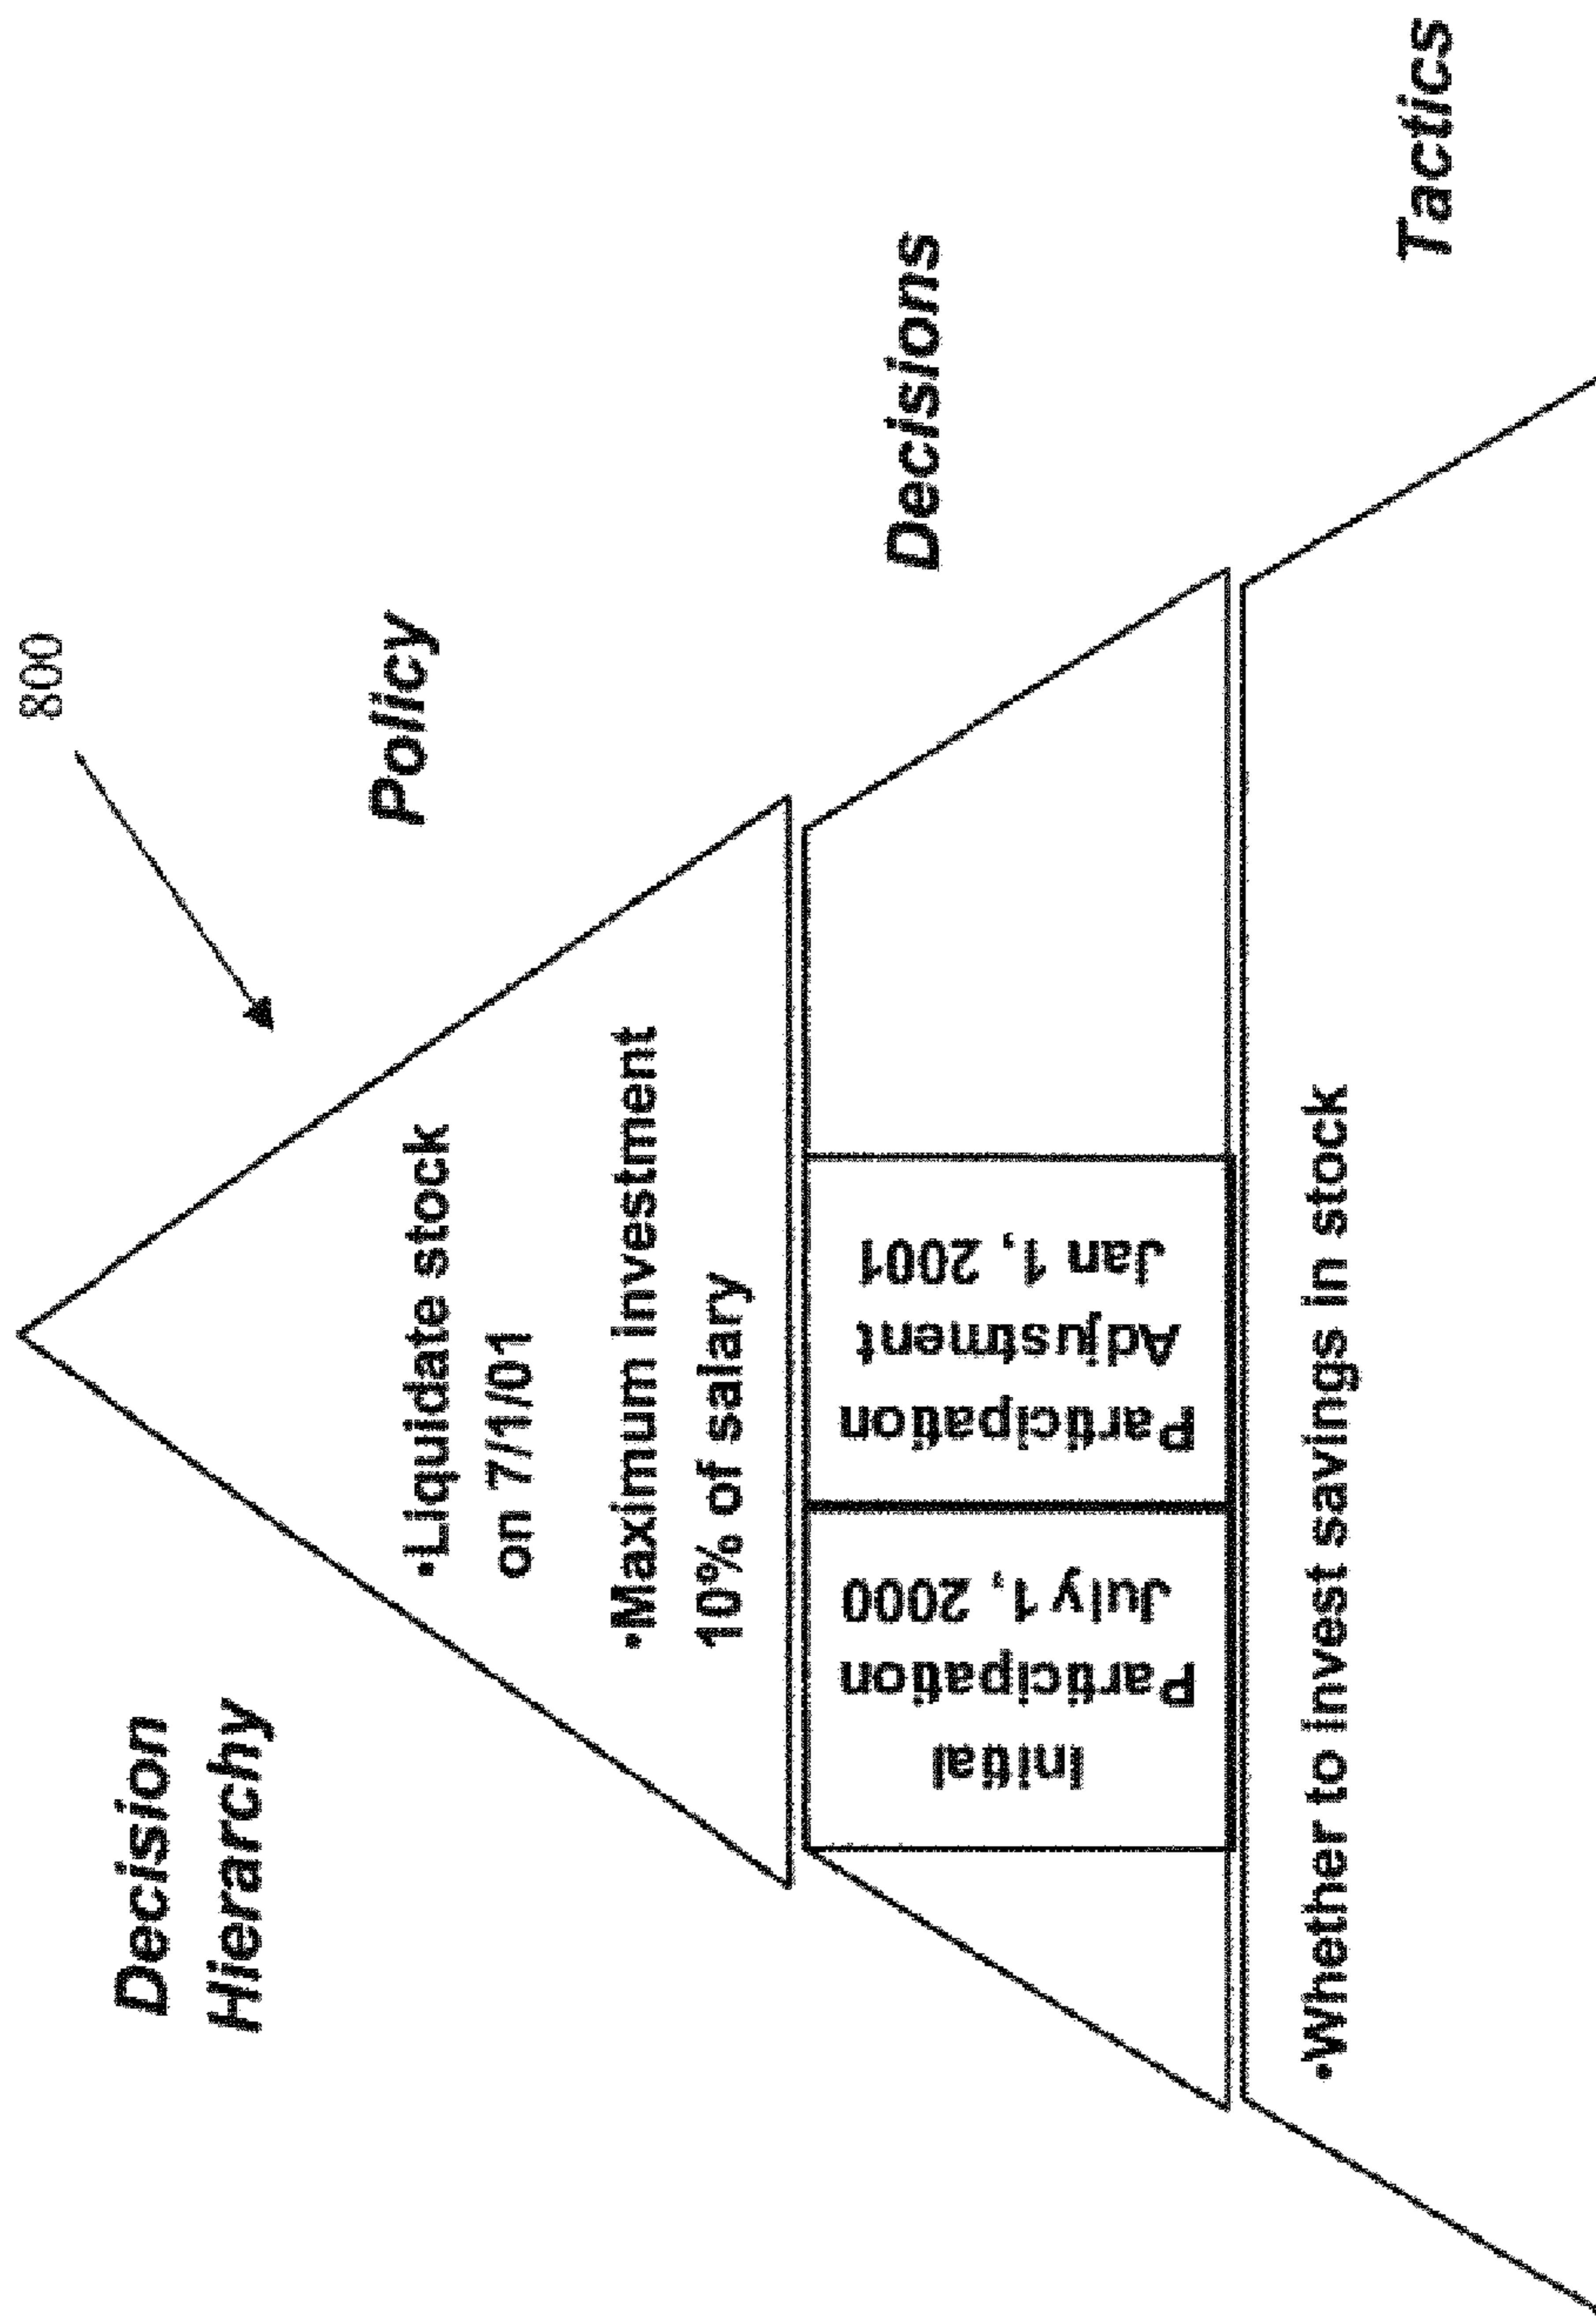 800
Decision
Hierarchy
Policy
•Liquidate stock
on 7/1/01
•Maximum investment
10% of salary
Decisions
Initial
Participation
July 1, 2000
Participation
Adjustment
Jan 1, 2001
Tactics
•Whether to invest savings in stock